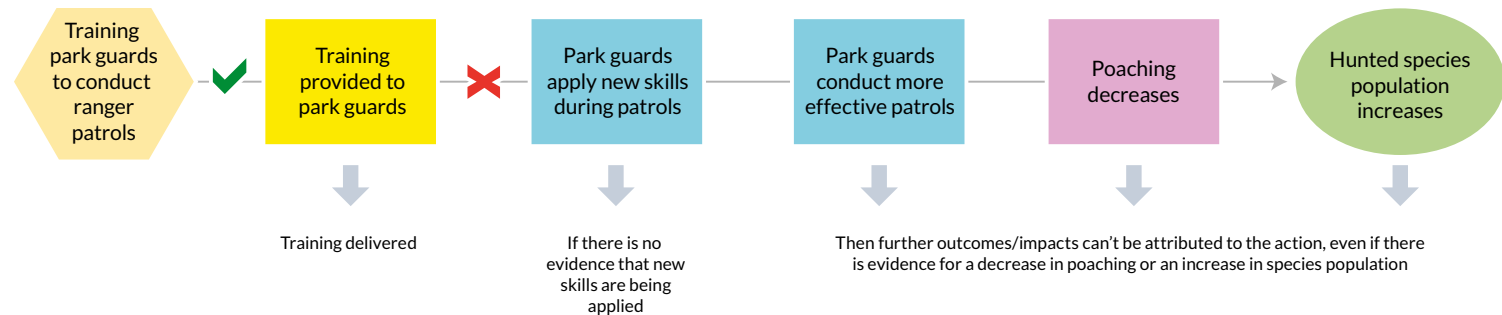 Training
park guards
to conduct
ranger
patrols
Training
provided to
park guards
Park guards
apply new skills
during patrols
Park guards
conduct more
effective patrols
Poaching
decreases
Hunted species
population
increases
Training delivered
If there is no
evidence that new
skills are being
applied
Then further outcomes/impacts can’t be attributed to the action, even if there
is evidence for a decrease in poaching or an increase in species population